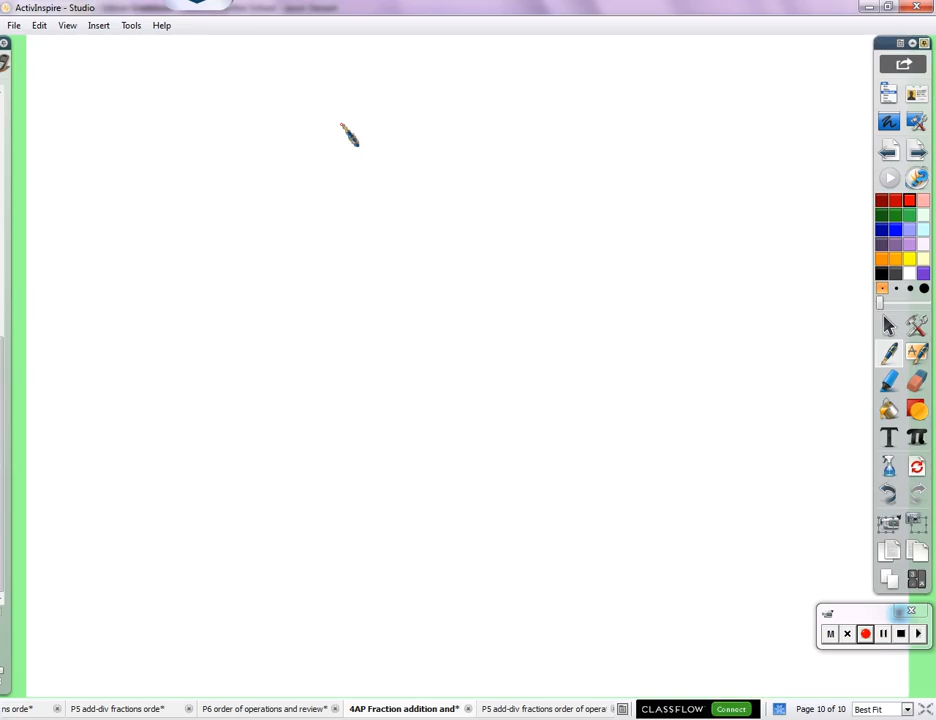 ActivInspire - Studio
File Edit View Insert Tools Help
M
ns orde* P5 add-div fractions orde* P6 order of operations and review* 4AP Fraction addition and* P5 add-div fractions order of opera CLASSFLOW Connect Page 10 of 10 Best Fit